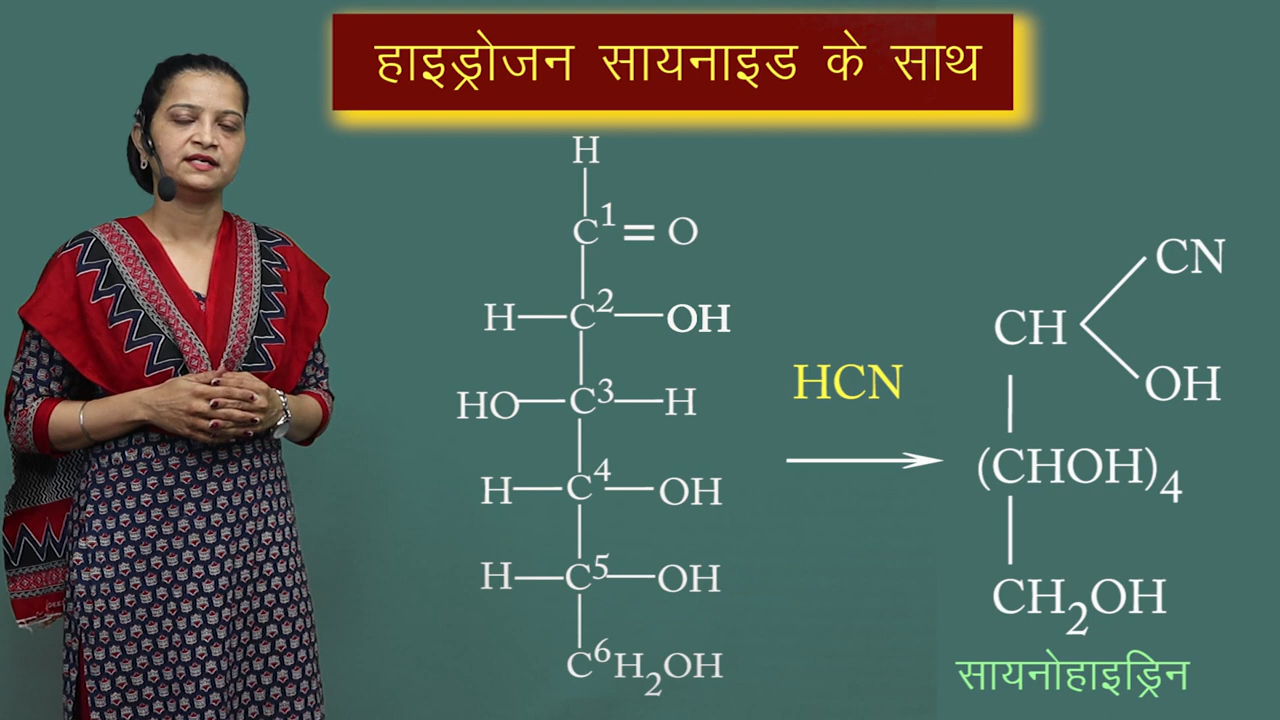 हाइड्रोजन सायनाइड के साथ
H
C¹ = O
H—C²—OH
HO—C³—H
H—C⁴—OH
H—C⁵—OH
C⁶H₂OH
HCN
CN
CH
OH
(CHOH)₄
CH₂OH
सायनोहाइड्रिन